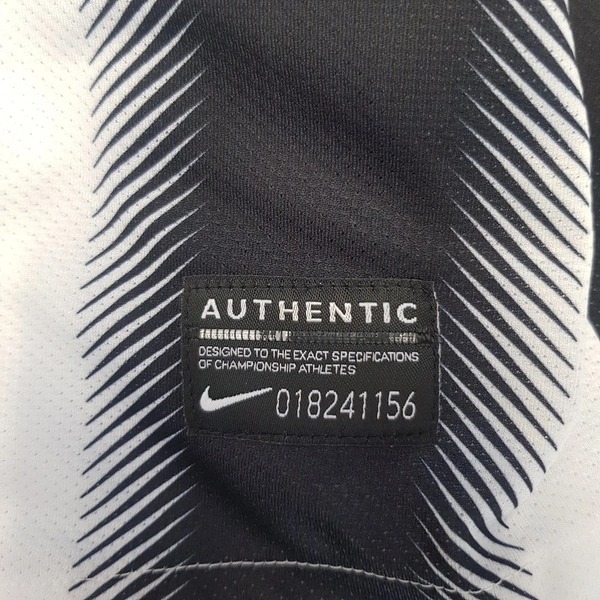 AUTHENTIC
DESIGNED TO THE EXACT SPECIFICATIONS
OF CHAMPIONSHIP ATHLETES
018241156